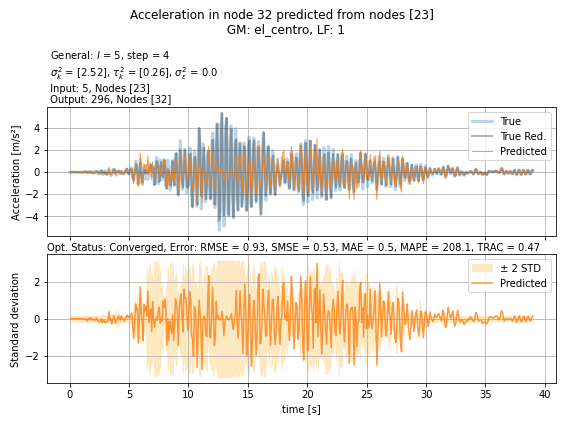 Acceleration in node 32 predicted from nodes [23]
GM: el_centro, LF: 1
General: l = 5, step = 4
σ²ₖ = [2.52], τ²ₖ = [0.26], σ²ε = 0.0
Input: 5, Nodes [23]
Output: 296, Nodes [32]
Acceleration [m/s²]
4
2
0
−2
−4
True
True Red.
Predicted
Opt. Status: Converged, Error: RMSE = 0.93, SMSE = 0.53, MAE = 0.5, MAPE = 208.1, TRAC = 0.47
Standard deviation
2
0
−2
± 2 STD
Predicted
0 5 10 15 20 25 30 35 40
time [s]